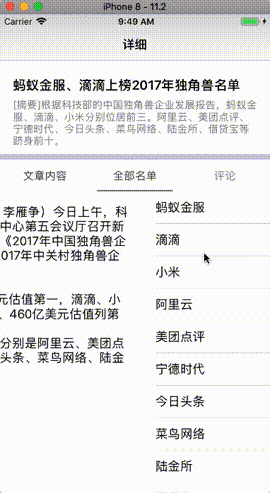 iPhone 8 - 11.2
Carrier 9:49 AM
详细
蚂蚁金服、滴滴上榜2017年独角兽名单
[摘要]根据科技部的中国独角兽企业发展报告，蚂蚁金
服、滴滴、小米分别位居前三。阿里云、美团点评、
宁德时代、今日头条、菜鸟网络、陆金所、借贷宝等
跻身前十。
文章内容 全部名单 评论
李雁争）今日上午，科
中心第五会议厅召开新
《2017年中国独角兽企
2017年中关村独角兽企
元估值第一，滴滴、小
、460亿美元估值列第
分别是阿里云、美团点
头条、菜鸟网络、陆金
蚂蚁金服
滴滴
小米
阿里云
美团点评
宁德时代
今日头条
菜鸟网络
陆金所